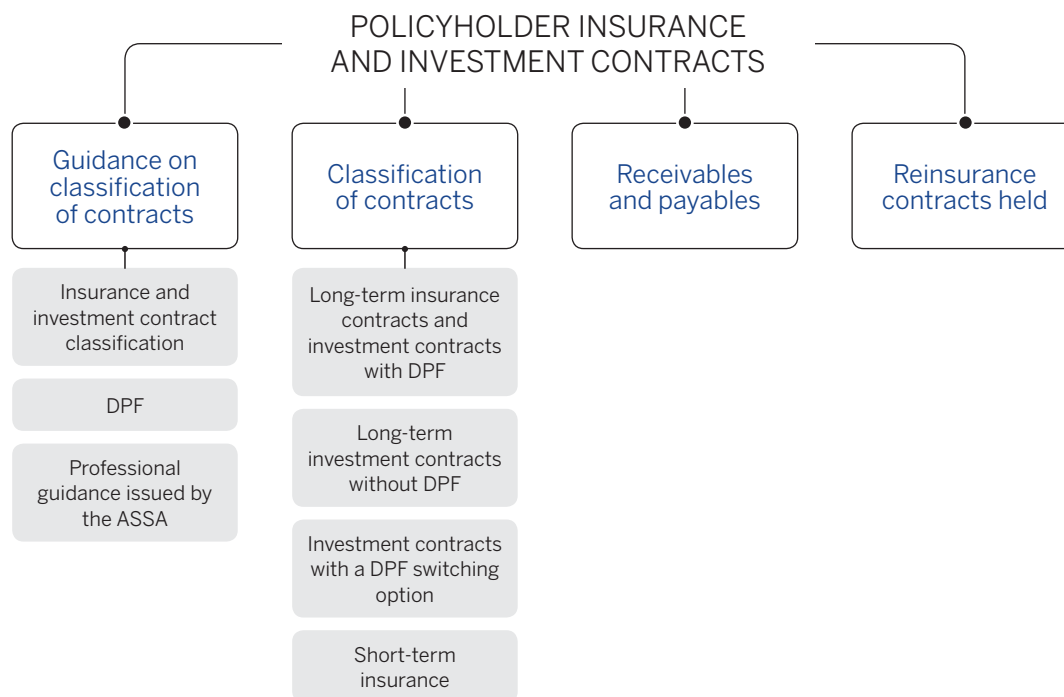 POLICYHOLDER INSURANCE
AND INVESTMENT CONTRACTS
Guidance on
classification
of contracts
Insurance and
investment contract
classification
DPF
Professional
guidance issued by
the ASSA
Classification
of contracts
Long-term insurance
contracts and
investment contracts
with DPF
Long-term
investment contracts
without DPF
Investment contracts
with a DPF switching
option
Short-term
insurance
Receivables
and payables
Reinsurance
contracts held